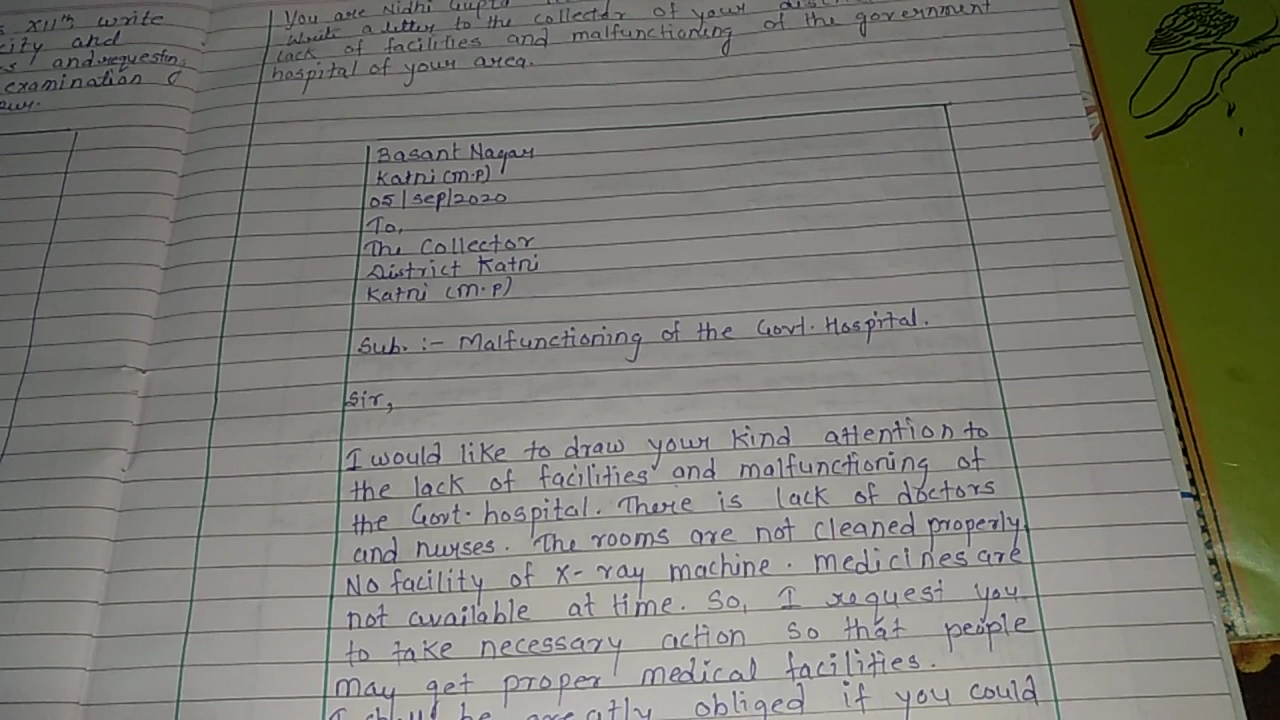 XIIth write
city and
and requesting
examination
You are Nidhi Gupta
Write a letter to the collector of your
lack of facilities and malfunctioning of the government
hospital of your area.
Basant Nagar
Katni (M.P)
05/Sep/2020
To,
The Collector
District Katni
Katni (M.P)
Sub. :- Malfunctioning of the Govt. Hospital.
Sir,
I would like to draw your kind attention to
the lack of facilities and malfunctioning of
the Govt. hospital. There is lack of doctors
and nurses. The rooms are not cleaned properly.
No facility of x-ray machine. medicines are
not available at time. So, I request you
to take necessary action so that people
may get proper medical facilities.
I should be greatly obliged if you could